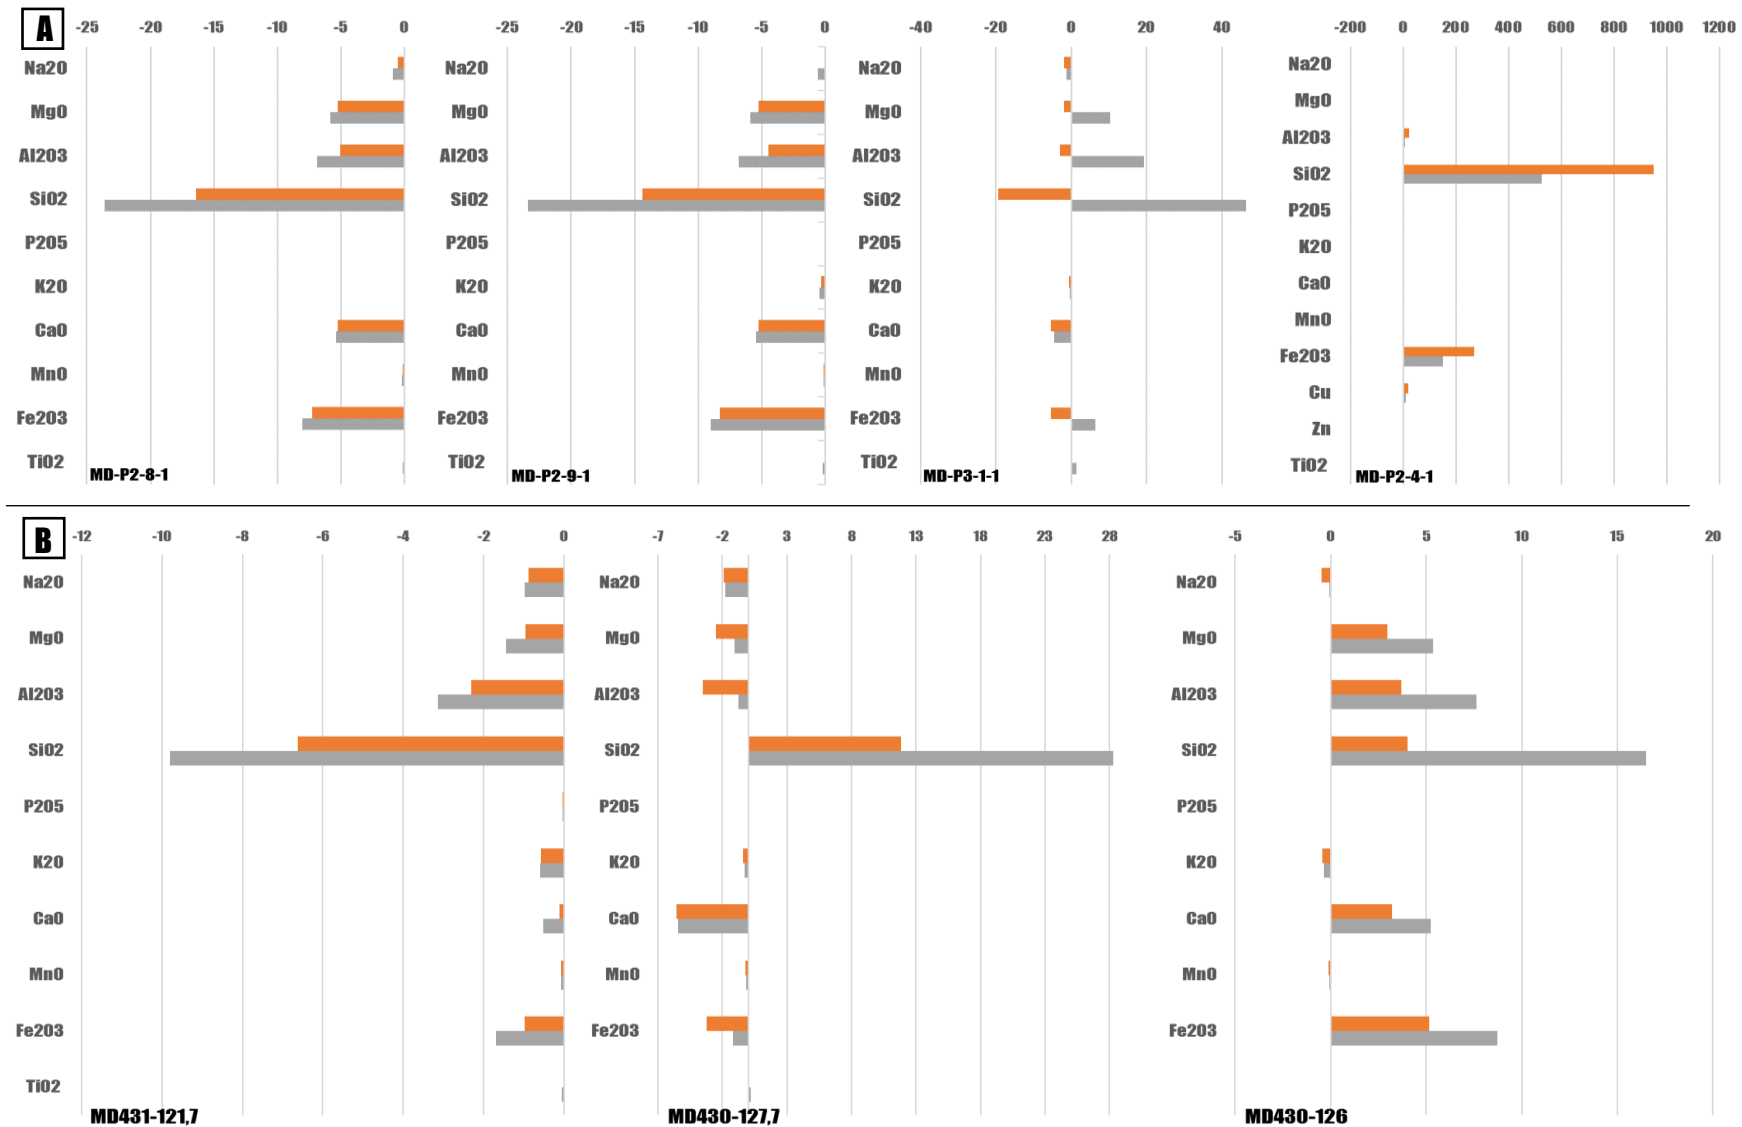 A
-25 -20 -15 -10 -5 0
Na2O
MgO
Al2O3
SiO2
P2O5
K2O
CaO
MnO
Fe2O3
TiO2
MD-P2-8-1
-25 -20 -15 -10 -5 0
Na2O
MgO
Al2O3
SiO2
P2O5
K2O
CaO
MnO
Fe2O3
TiO2
MD-P2-9-1
-40 -20 0 20 40
Na2O
MgO
Al2O3
SiO2
P2O5
K2O
CaO
MnO
Fe2O3
TiO2
MD-P3-1-1
-200 0 200 400 600 800 1000 1200
Na2O
MgO
Al2O3
SiO2
P2O5
K2O
CaO
MnO
Fe2O3
Cu
Zn
TiO2
MD-P2-4-1
B
-12 -10 -8 -6 -4 -2 0
Na2O
MgO
Al2O3
SiO2
P2O5
K2O
CaO
MnO
Fe2O3
TiO2
MD431-121,7
-7 -2 3 8 13 18 23 28
Na2O
MgO
Al2O3
SiO2
P2O5
K2O
CaO
MnO
Fe2O3
MD430-127,7
-5 0 5 10 15 20
Na2O
MgO
Al2O3
SiO2
P2O5
K2O
CaO
MnO
Fe2O3
MD430-126